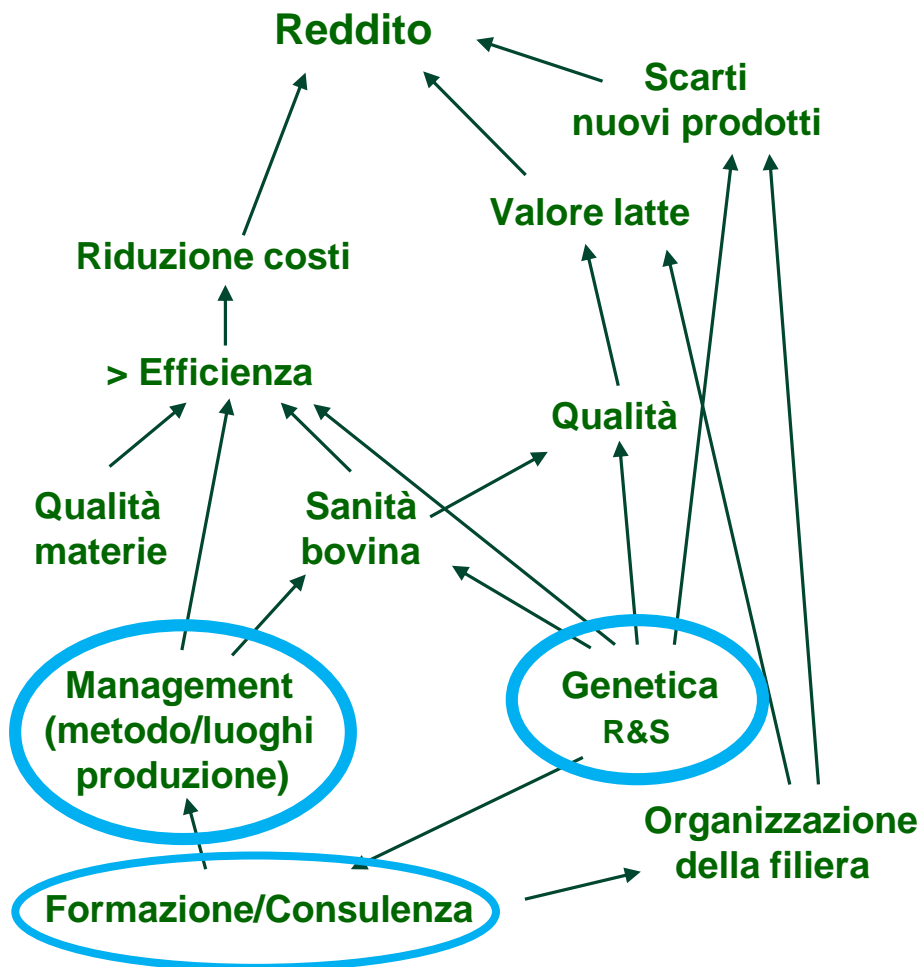 Reddito
Scarti
nuovi prodotti
Valore latte
Riduzione costi
> Efficienza
Qualità
Qualità
materie
Sanità
bovina
Management
(metodo/luoghi
produzione)
Genetica
R&S
Organizzazione
della filiera
Formazione/Consulenza